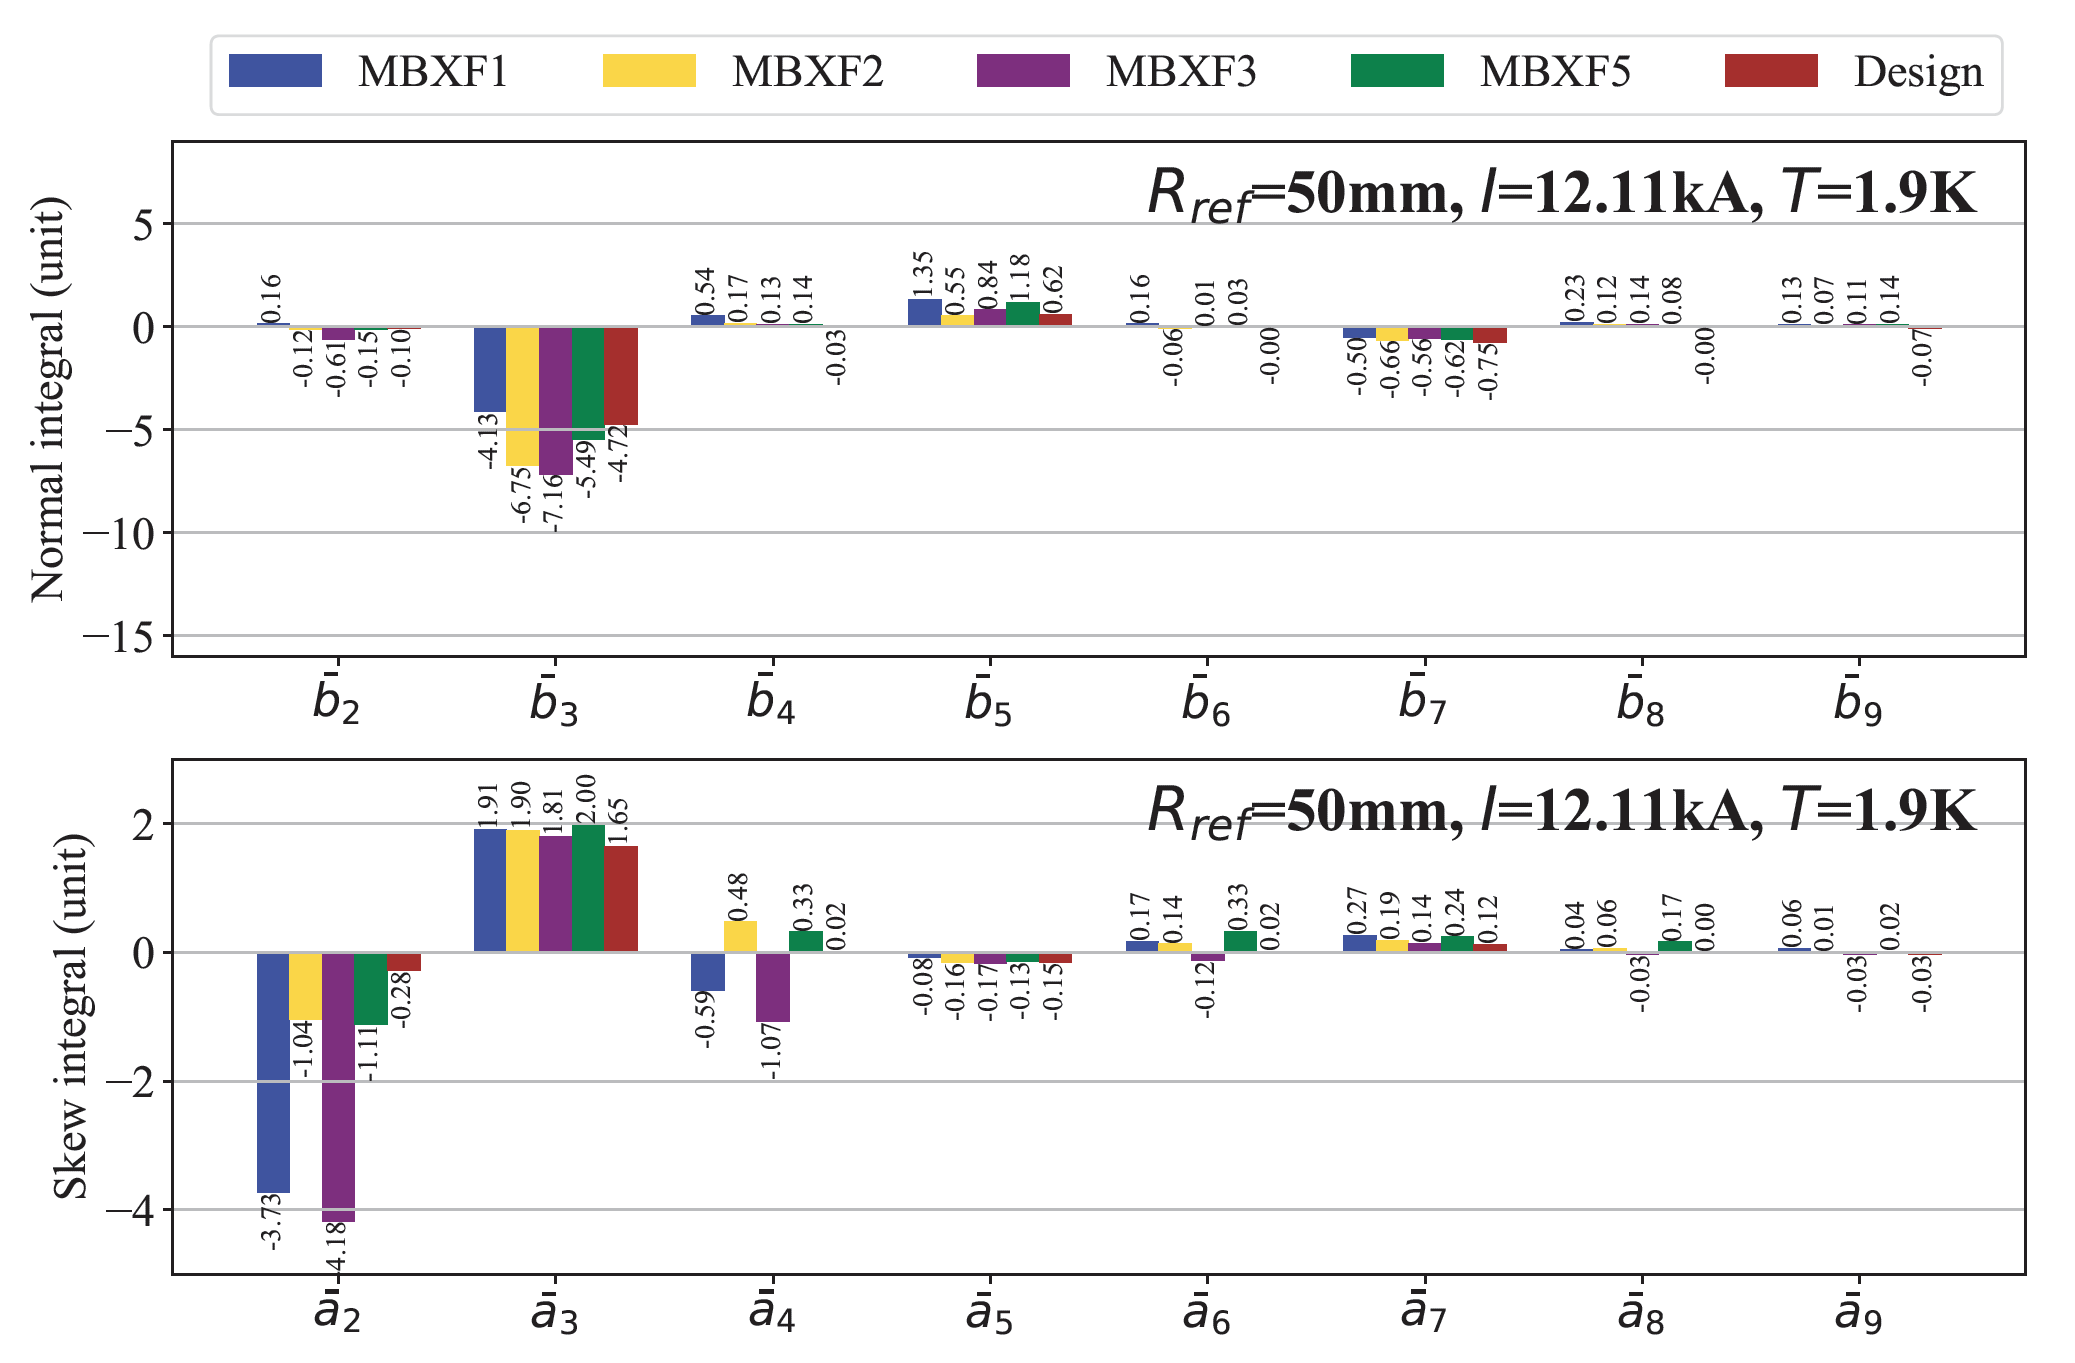 MBXF1 MBXF2 MBXF3 MBXF5 Design
Normal integral (unit)
R_ref=50mm, I=12.11kA, T=1.9K
5
0
−5
−10
−15
0.16 -0.12 -0.61 -0.15 -0.10
-4.13 -6.75 -7.16 -5.49 -4.72
0.54 0.17 0.13 0.14 -0.03
1.35 0.55 0.84 1.18 0.62
0.16 -0.06 0.01 0.03 -0.00
-0.50 -0.66 -0.56 -0.62 -0.75
0.23 0.12 0.14 0.08 -0.00
0.13 0.07 0.11 0.14 -0.07
b̄2 b̄3 b̄4 b̄5 b̄6 b̄7 b̄8 b̄9
Skew integral (unit)
R_ref=50mm, I=12.11kA, T=1.9K
2
0
−2
−4
-3.73 -1.04 -4.18 -1.11 -0.28
1.91 1.90 1.81 2.00 1.65
-0.59 0.48 -1.07 0.33 0.02
-0.08 -0.16 -0.17 -0.13 -0.15
0.17 0.14 -0.12 0.33 0.02
0.27 0.19 0.14 0.24 0.12
0.04 0.06 -0.03 0.17 0.00
0.06 0.01 -0.03 0.02 -0.03
ā2 ā3 ā4 ā5 ā6 ā7 ā8 ā9